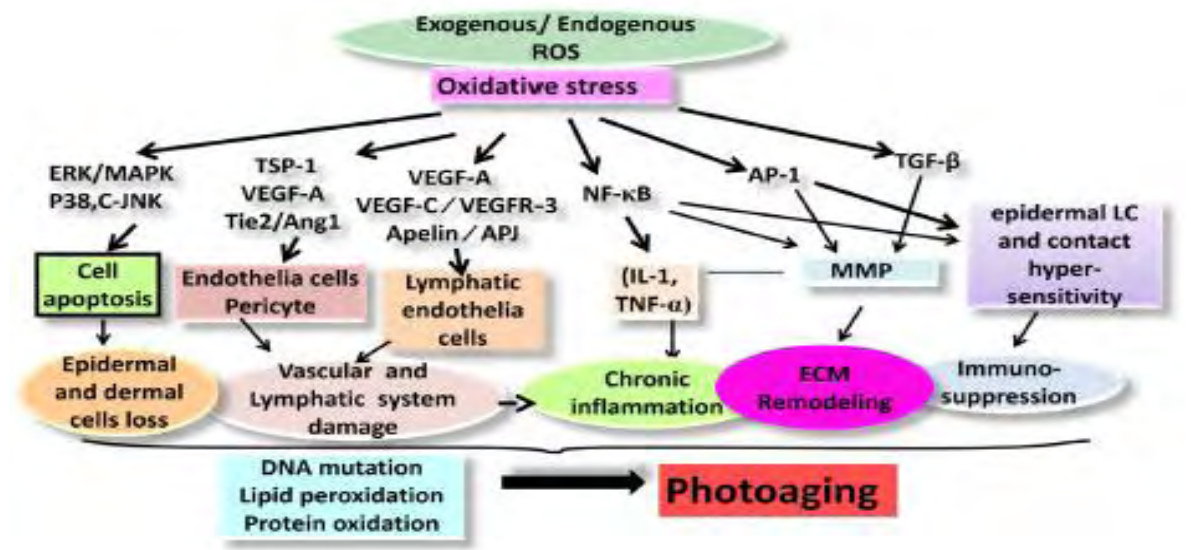 Exogenous/ Endogenous
ROS
Oxidative stress
ERK/MAPK
P38,C-JNK
TSP-1
VEGF-A
Tie2/Ang1
VEGF-A
VEGF-C/VEGFR-3
Apelin/APJ
NF-κB
AP-1
TGF-β
Cell
apoptosis
Endothelia cells
Pericyte
Lymphatic
endothelia
cells
(IL-1,
TNF-α)
MMP
epidermal LC
and contact
hyper-
sensitivity
Epidermal
and dermal
cells loss
Vascular and
Lymphatic system
damage
Chronic
inflammation
ECM
Remodeling
Immuno-
suppression
DNA mutation
Lipid peroxidation
Protein oxidation
Photoaging